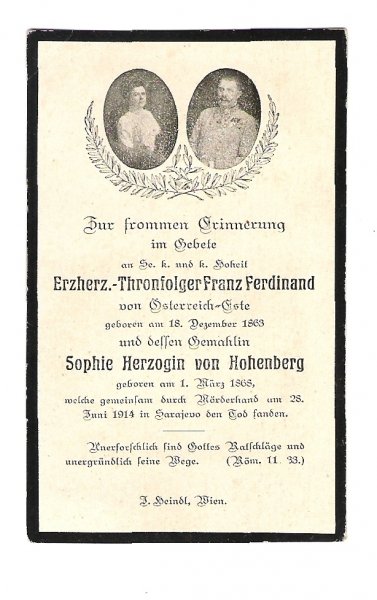 Zur frommen Erinnerung
im Gebete
an Se. k. und k. Hoheit
Erzherz.-Thronfolger Franz Ferdinand
von Österreich-Este
geboren am 18. Dezember 1863
und dessen Gemahlin
Sophie Herzogin von Hohenberg
geboren am 1. März 1868,
welche gemeinsam durch Mörderhand am 28.
Juni 1914 in Sarajevo den Tod fanden.
Unerforschlich sind Gottes Ratschläge und
unergründlich seine Wege. (Röm. 11. 33.)
J. Heindl, Wien.